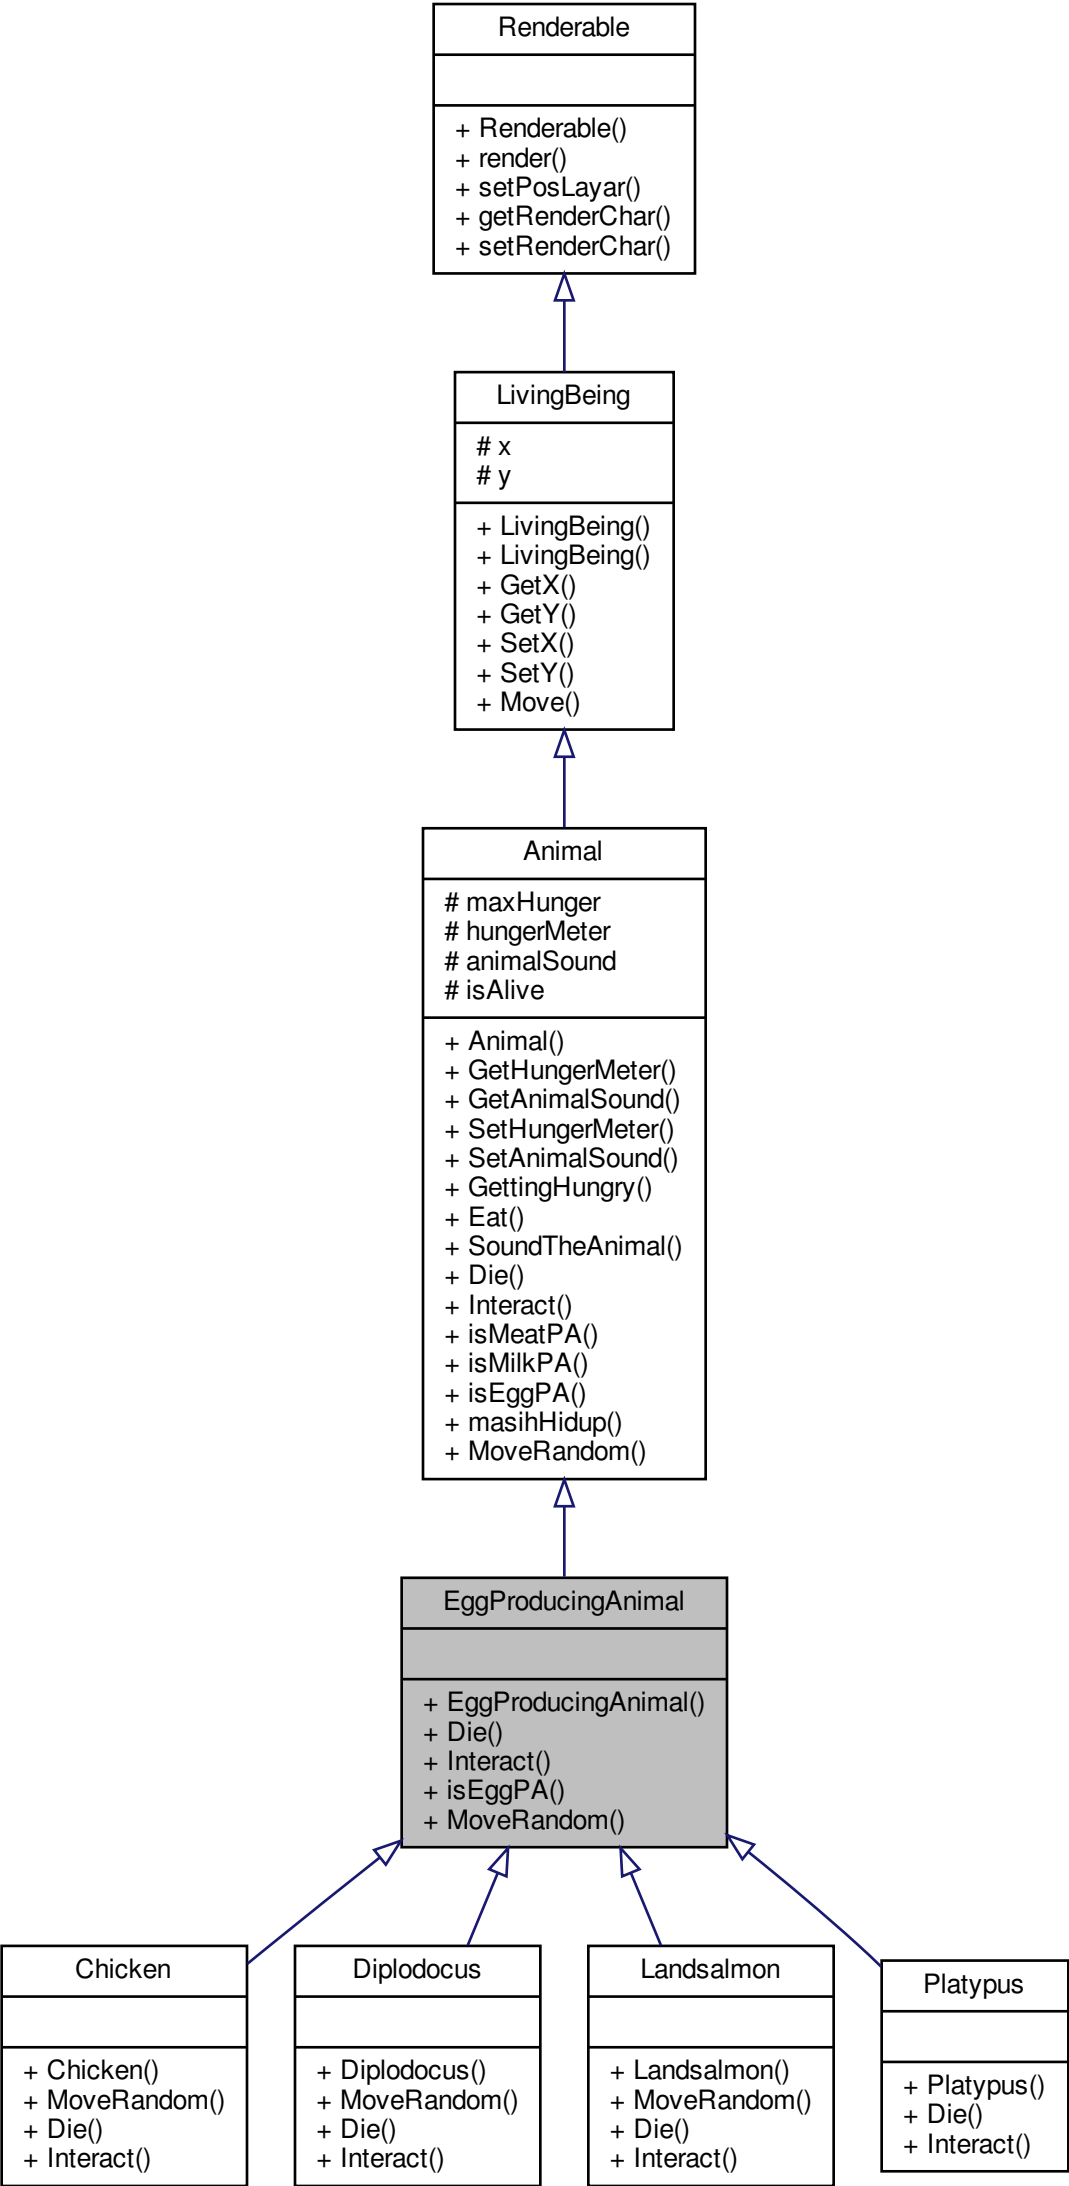 Renderable
+ Renderable()
+ render()
+ setPosLayar()
+ getRenderChar()
+ setRenderChar()
LivingBeing
# x
# y
+ LivingBeing()
+ LivingBeing()
+ GetX()
+ GetY()
+ SetX()
+ SetY()
+ Move()
Animal
# maxHunger
# hungerMeter
# animalSound
# isAlive
+ Animal()
+ GetHungerMeter()
+ GetAnimalSound()
+ SetHungerMeter()
+ SetAnimalSound()
+ GettingHungry()
+ Eat()
+ SoundTheAnimal()
+ Die()
+ Interact()
+ isMeatPA()
+ isMilkPA()
+ isEggPA()
+ masihHidup()
+ MoveRandom()
EggProducingAnimal
+ EggProducingAnimal()
+ Die()
+ Interact()
+ isEggPA()
+ MoveRandom()
Chicken
+ Chicken()
+ MoveRandom()
+ Die()
+ Interact()
Diplodocus
+ Diplodocus()
+ MoveRandom()
+ Die()
+ Interact()
Landsalmon
+ Landsalmon()
+ MoveRandom()
+ Die()
+ Interact()
Platypus
+ Platypus()
+ Die()
+ Interact()